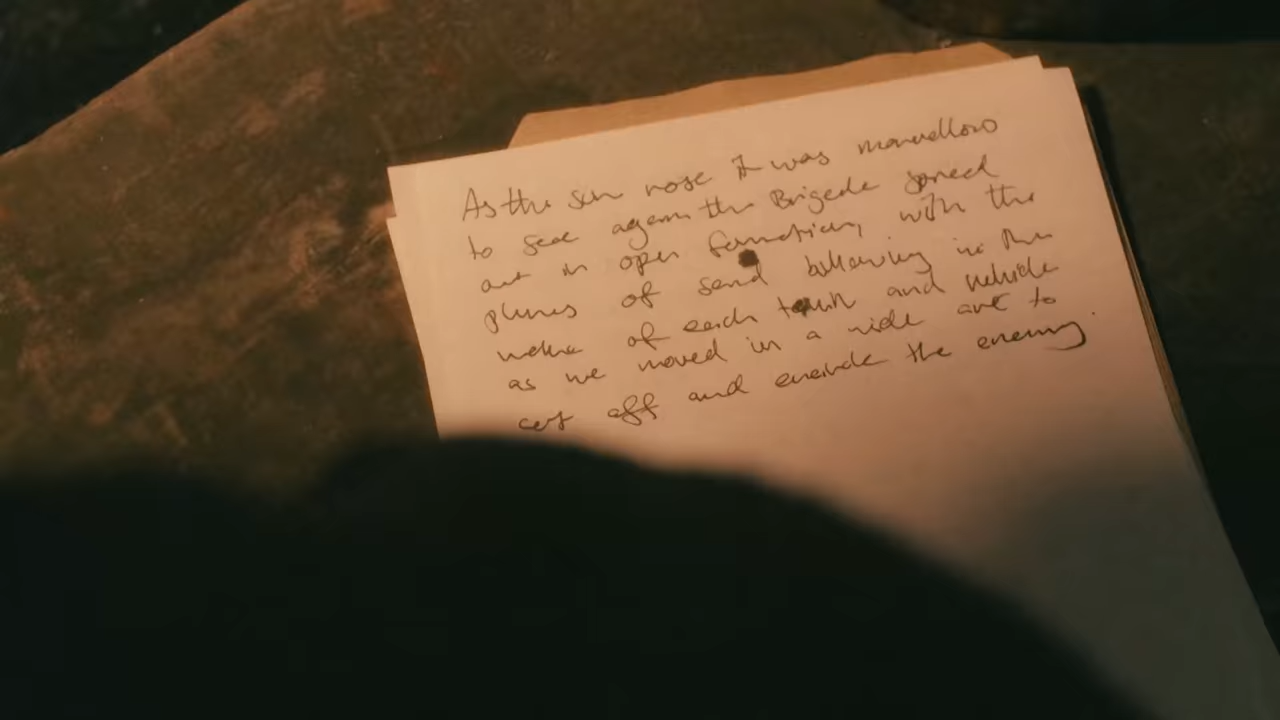 As the sun rose it was marvellous
to see again the Brigade spread
out in open formation, with the
plumes of sand billowing in the
wake of each tank and vehicle
as we moved in a wide arc to
cut off and encircle the enemy.